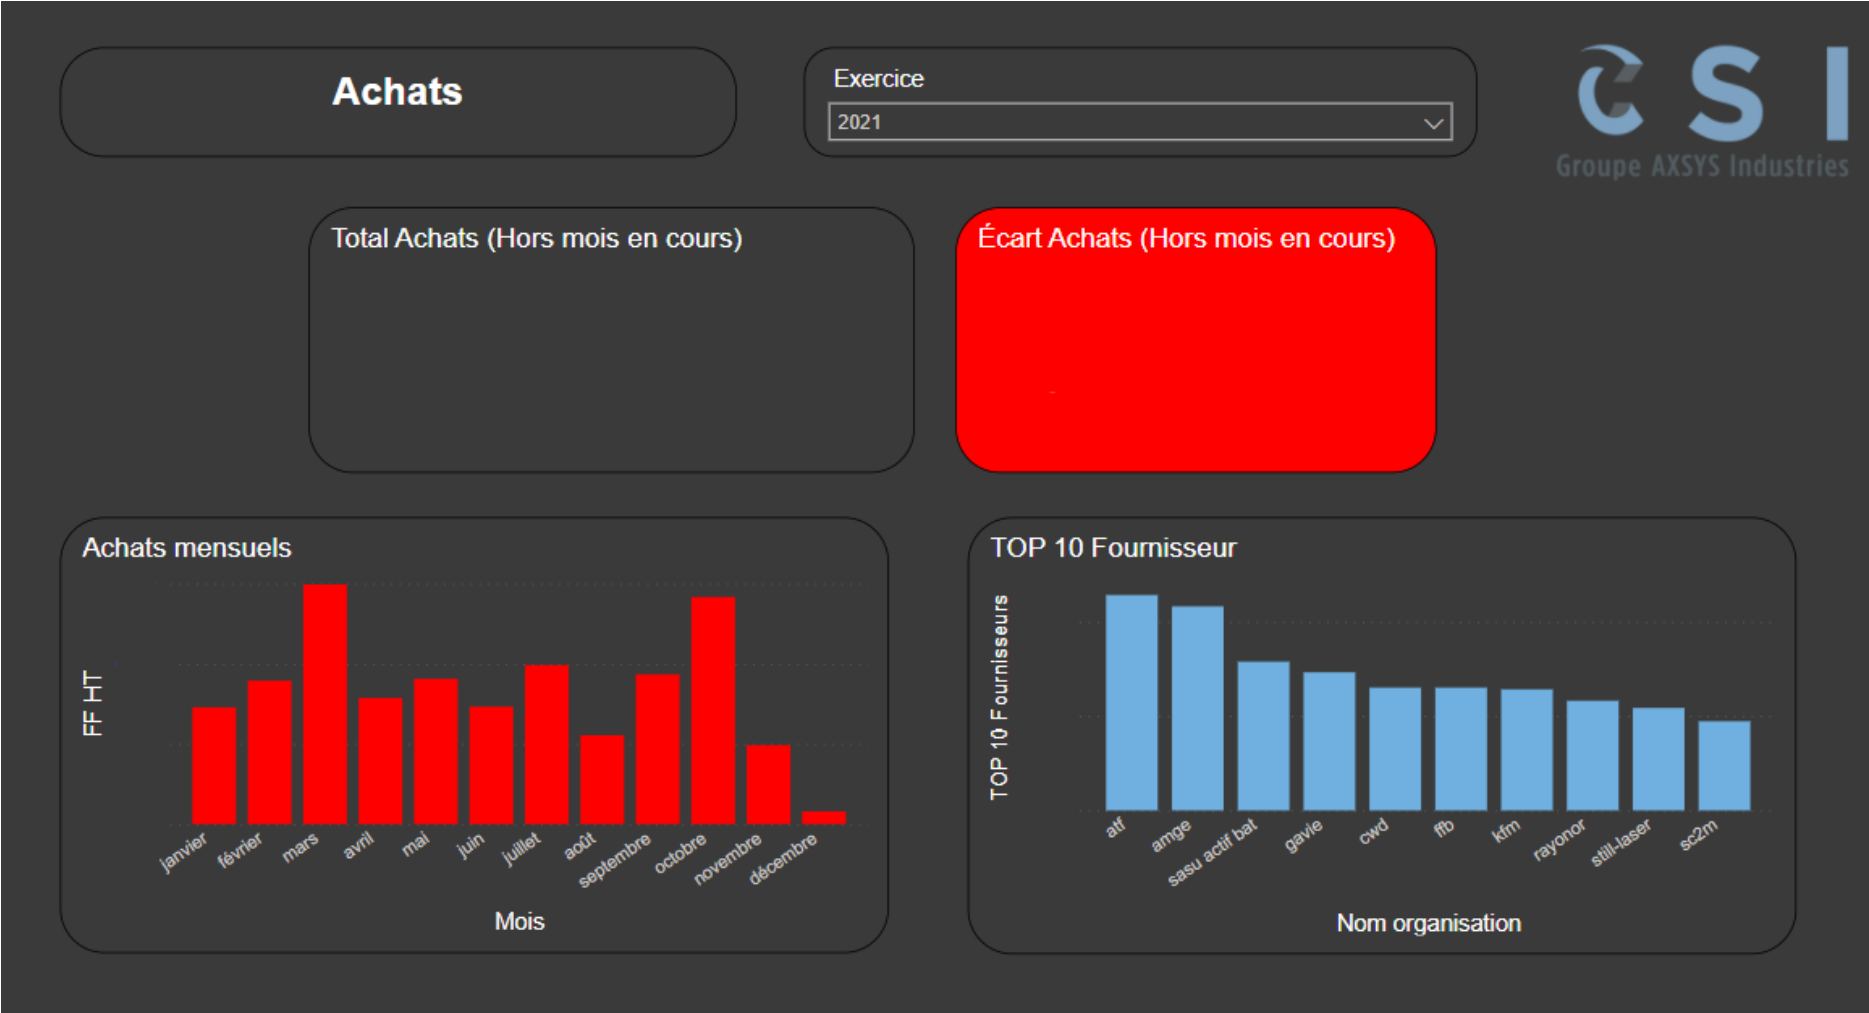 Achats
Exercice
2021
CSI
Groupe AXSYS Industries
Total Achats (Hors mois en cours)
Écart Achats (Hors mois en cours)
Achats mensuels
FF HT
janvier
février
mars
avril
mai
juin
juillet
août
septembre
octobre
novembre
décembre
Mois
TOP 10 Fournisseur
TOP 10 Fournisseurs
atf
amge
sasu actif bat
gavie
cwd
ffb
kfm
rayonor
still-laser
sc2m
Nom organisation